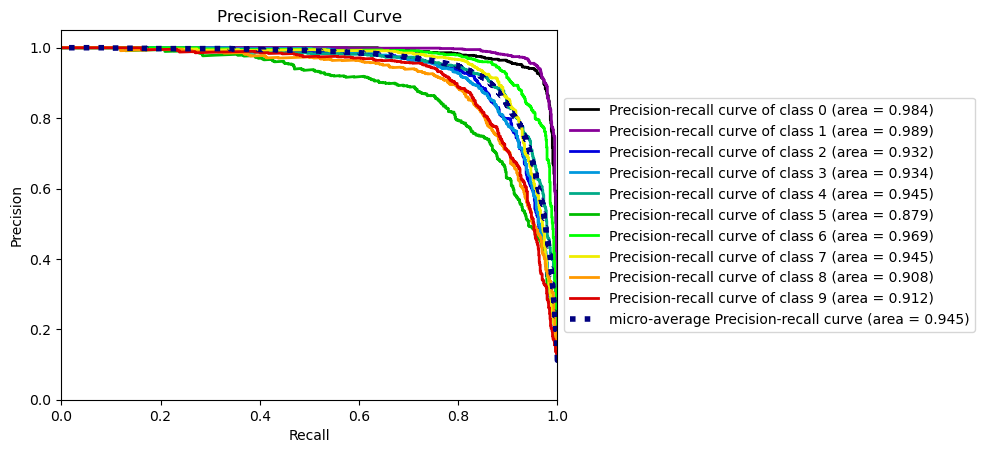 Precision-Recall Curve
1.0
0.8
0.6
0.4
0.2
0.0
Precision
0.0 0.2 0.4 0.6 0.8 1.0
Recall
Precision-recall curve of class 0 (area = 0.984)
Precision-recall curve of class 1 (area = 0.989)
Precision-recall curve of class 2 (area = 0.932)
Precision-recall curve of class 3 (area = 0.934)
Precision-recall curve of class 4 (area = 0.945)
Precision-recall curve of class 5 (area = 0.879)
Precision-recall curve of class 6 (area = 0.969)
Precision-recall curve of class 7 (area = 0.945)
Precision-recall curve of class 8 (area = 0.908)
Precision-recall curve of class 9 (area = 0.912)
micro-average Precision-recall curve (area = 0.945)